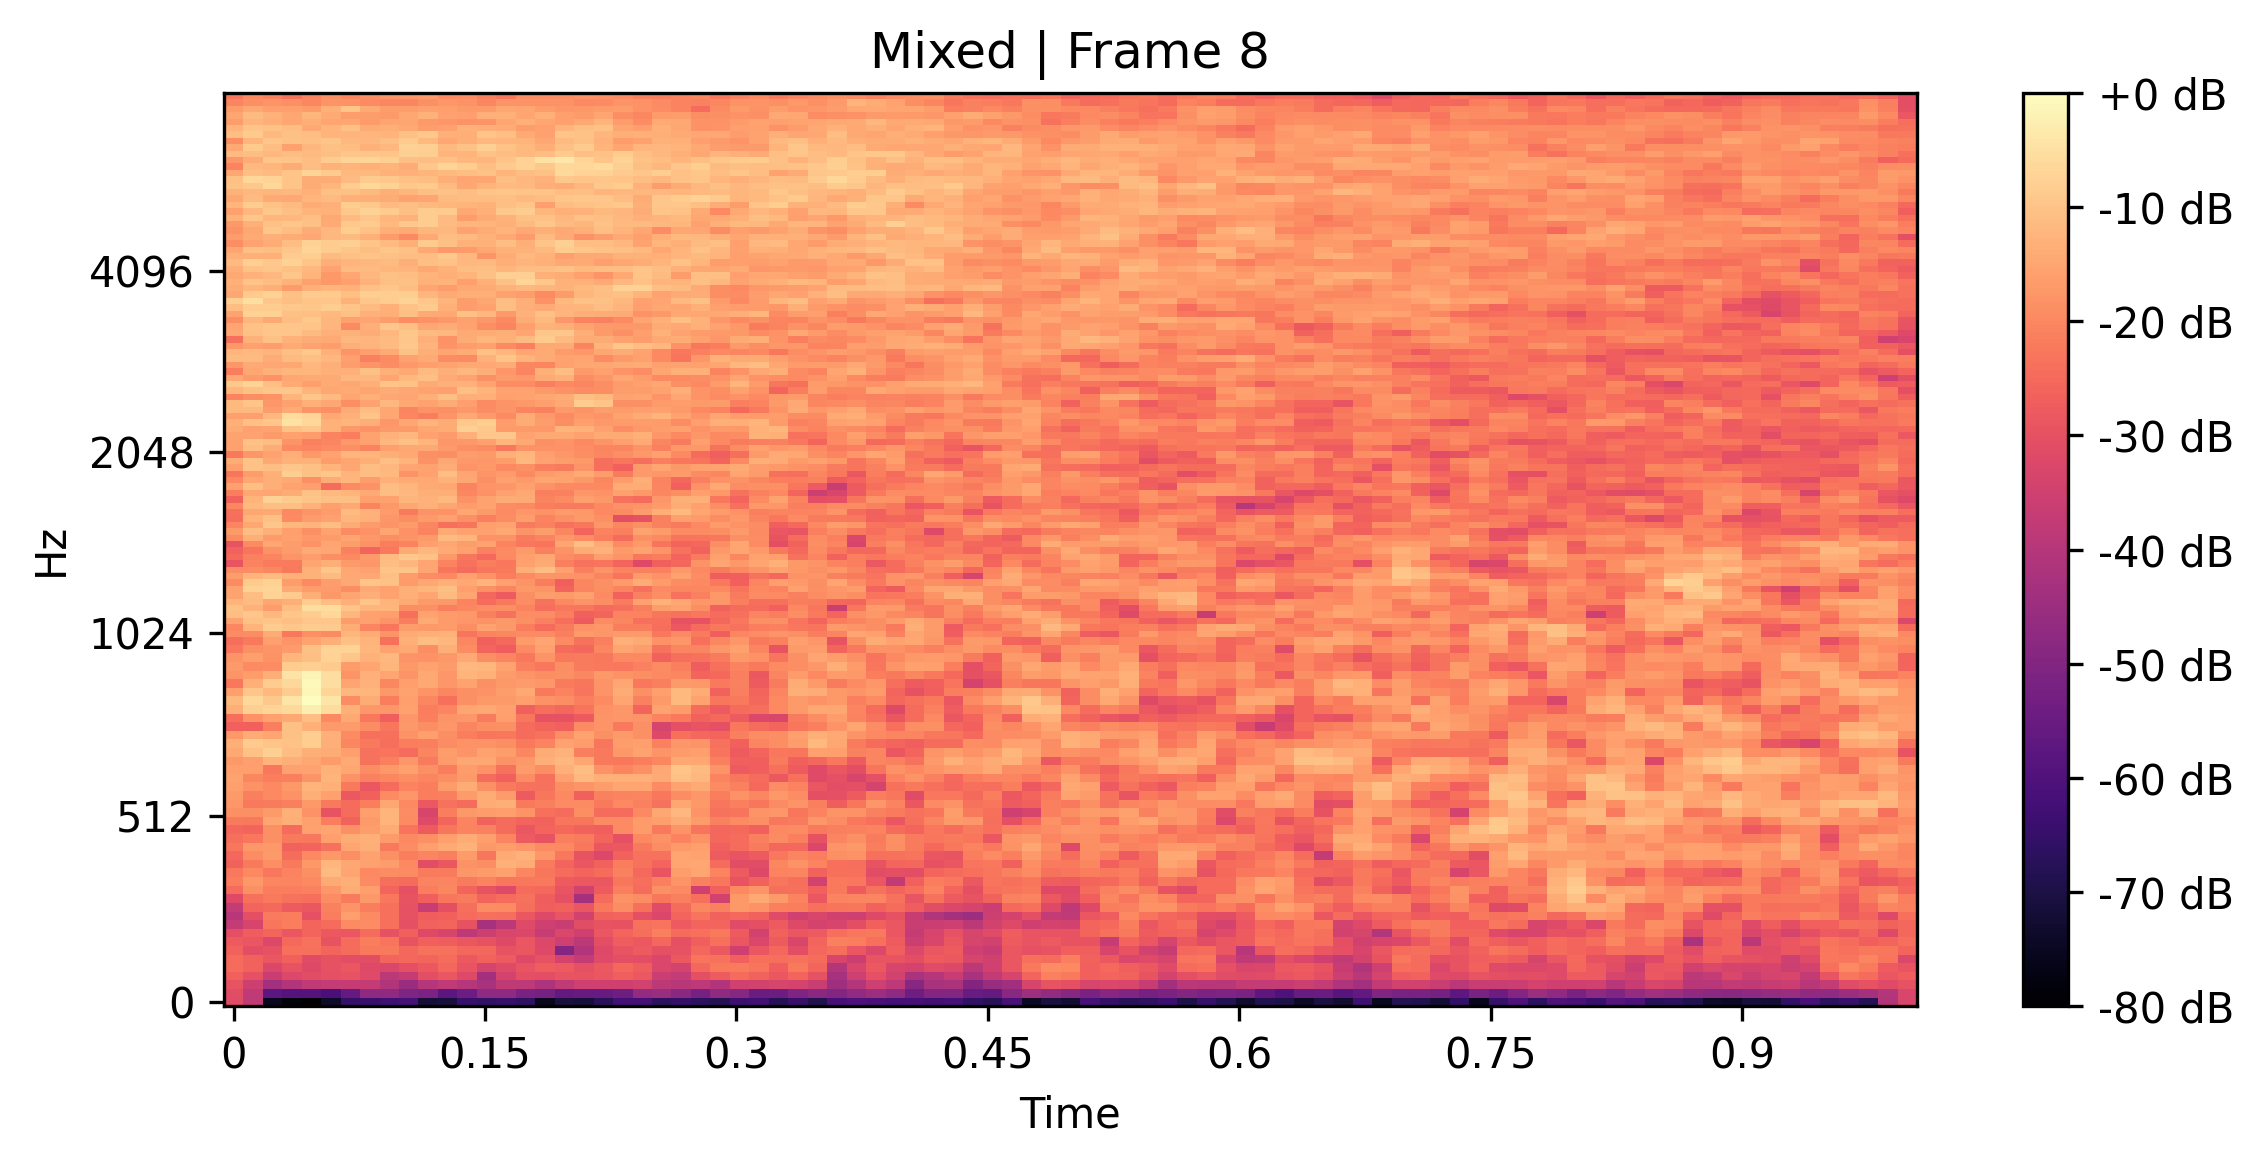 Mixed | Frame 8
Hz
4096
2048
1024
512
0
0
0.15
0.3
0.45
0.6
0.75
0.9
Time
+0 dB
-10 dB
-20 dB
-30 dB
-40 dB
-50 dB
-60 dB
-70 dB
-80 dB